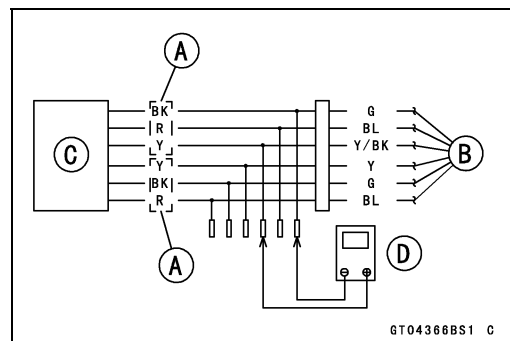 A
BK G
R BL
C Y Y/BK B
Y Y
BK G
R BL
A
D
GT04366BS1 C